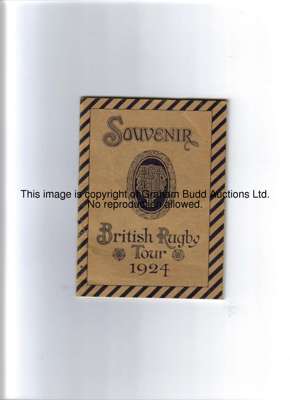 SOUVENIR
This image is copyright of Graham Budd Auctions Ltd.
No reproduction allowed.
British Rugby
Tour
1924